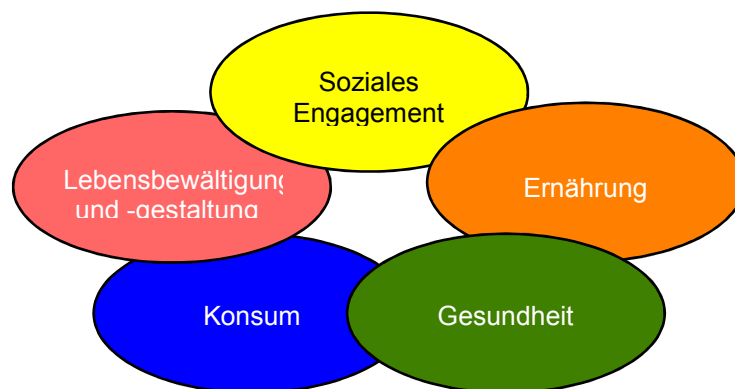 Soziales
Engagement
Lebensbewältigung
und -gestaltung
Ernährung
Konsum
Gesundheit